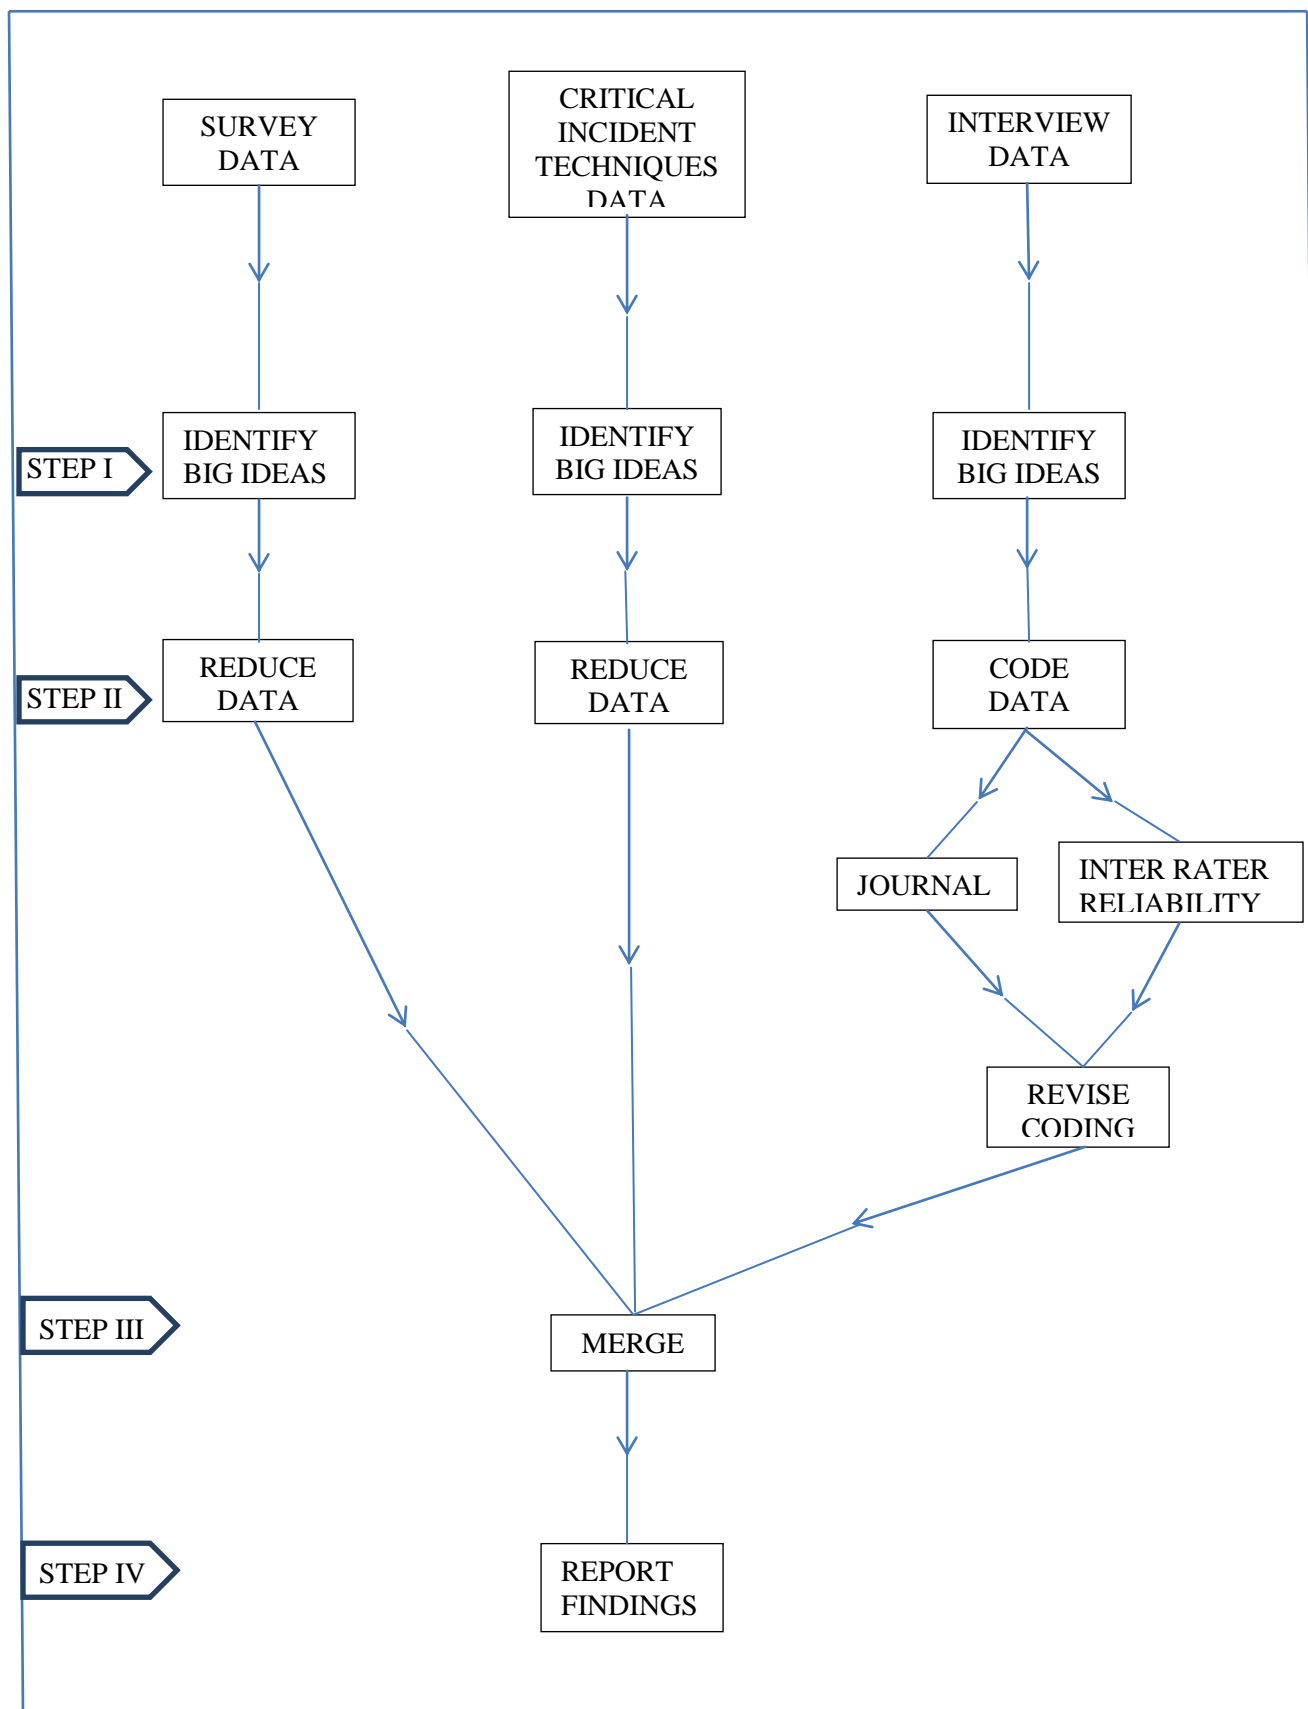 SURVEY
DATA
CRITICAL
INCIDENT
TECHNIQUES
DATA
INTERVIEW
DATA
STEP I
IDENTIFY
BIG IDEAS
IDENTIFY
BIG IDEAS
IDENTIFY
BIG IDEAS
STEP II
REDUCE
DATA
REDUCE
DATA
CODE
DATA
JOURNAL
INTER RATER
RELIABILITY
REVISE
CODING
STEP III
MERGE
STEP IV
REPORT
FINDINGS